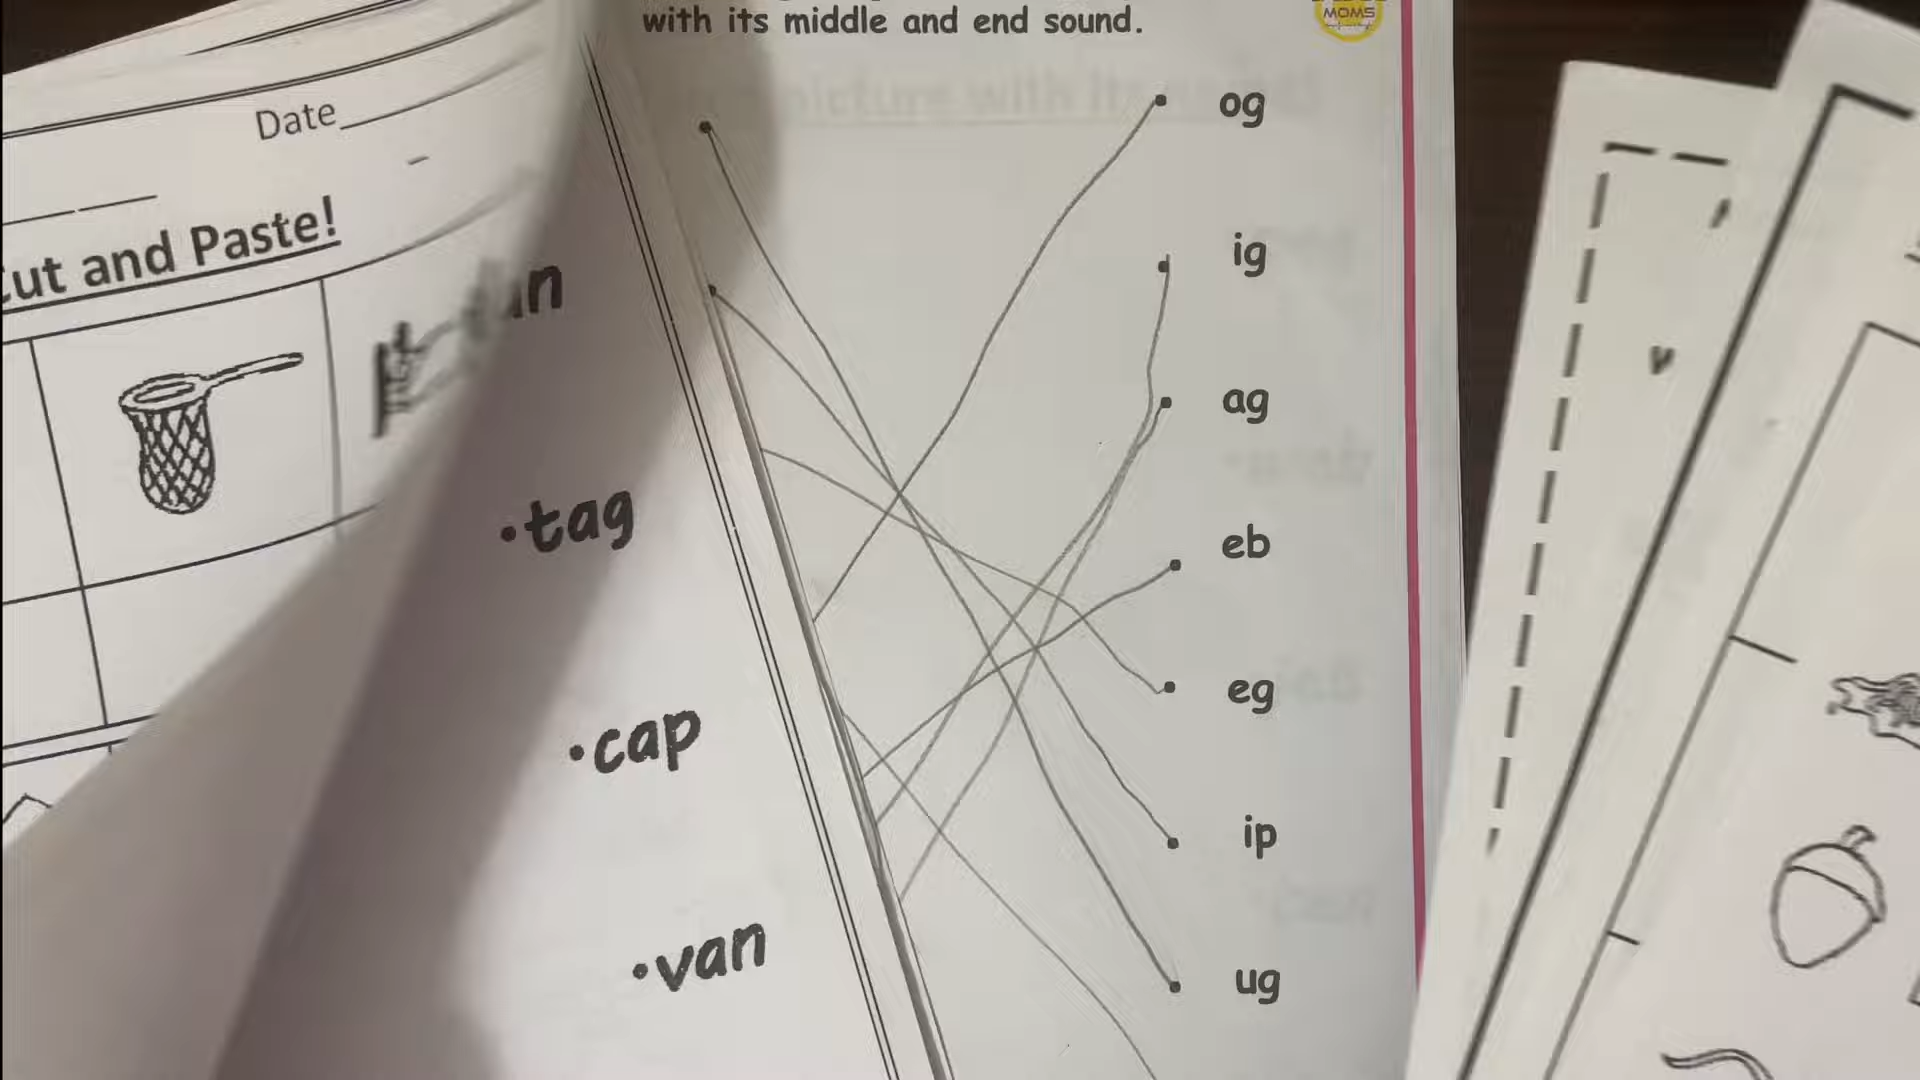 with its middle and end sound.
MOMS
Date
Cut and Paste!
•tag
•cap
•van
og
ig
ag
eb
eg
ip
ug